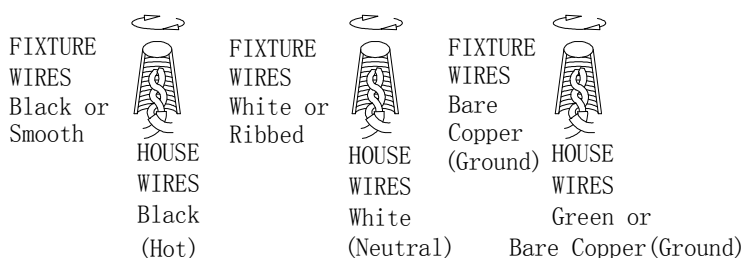 FIXTURE
WIRES
Black or
Smooth
HOUSE
WIRES
Black
(Hot)
FIXTURE
WIRES
White or
Ribbed
HOUSE
WIRES
White
(Neutral)
FIXTURE
WIRES
Bare
Copper
(Ground)
HOUSE
WIRES
Green or
Bare Copper(Ground)